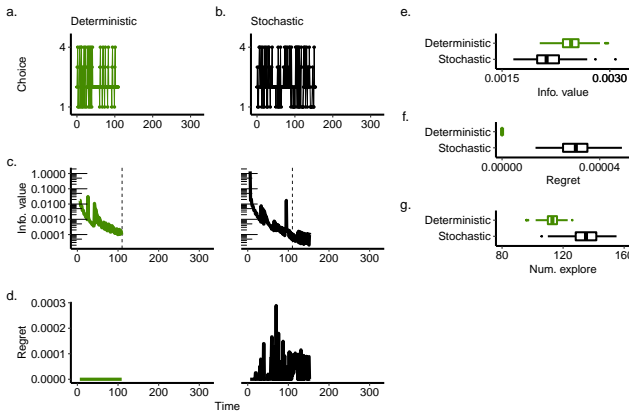 a.
Deterministic
b.
Stochastic
Choice
4
1
0 100 200 300
4
1
0 100 200 300
c.
Info. value
1.0000
0.1000
0.0100
0.0010
0.0001
0 100 200 300
0 100 200 300
d.
Regret
0.0003
0.0002
0.0001
0.0000
0 100 200 300
0 100 200 300
Time
e.
Deterministic
Stochastic
0.0015 0.0030
Info. value
f.
Deterministic
Stochastic
0.00000 0.00004
Regret
g.
Deterministic
Stochastic
80 120 160
Num. explore